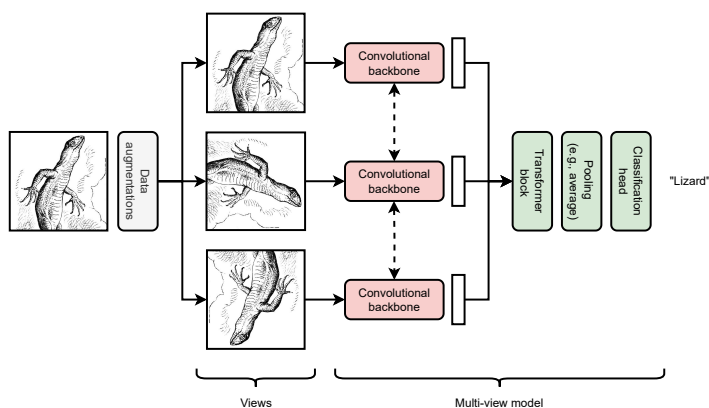 Data
augmentations
Convolutional
backbone
Convolutional
backbone
Convolutional
backbone
Transformer
block
Pooling
(e.g., average)
Classification
head
"Lizard"
Views
Multi-view model